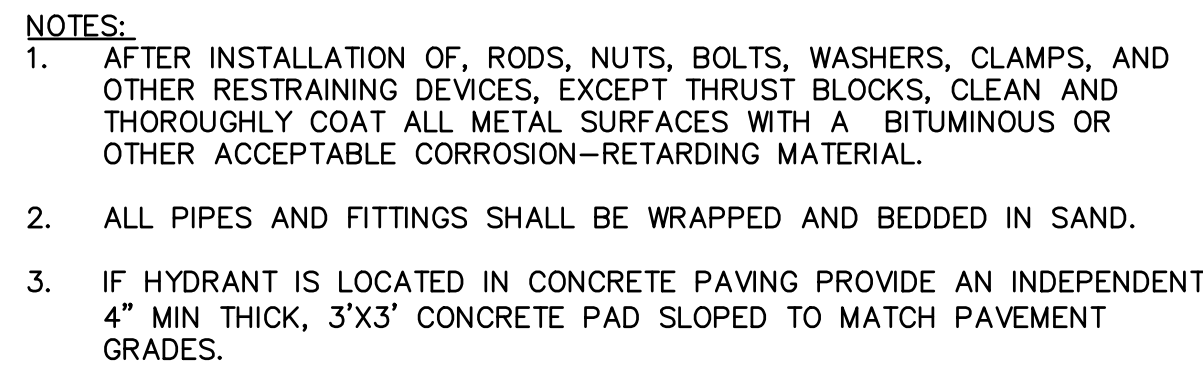 NOTES:
1. AFTER INSTALLATION OF, RODS, NUTS, BOLTS, WASHERS, CLAMPS, AND
OTHER RESTRAINING DEVICES, EXCEPT THRUST BLOCKS, CLEAN AND
THOROUGHLY COAT ALL METAL SURFACES WITH A BITUMINOUS OR
OTHER ACCEPTABLE CORROSION–RETARDING MATERIAL.
2. ALL PIPES AND FITTINGS SHALL BE WRAPPED AND BEDDED IN SAND.
3. IF HYDRANT IS LOCATED IN CONCRETE PAVING PROVIDE AN INDEPENDENT
4” MIN THICK, 3’X3’ CONCRETE PAD SLOPED TO MATCH PAVEMENT
GRADES.